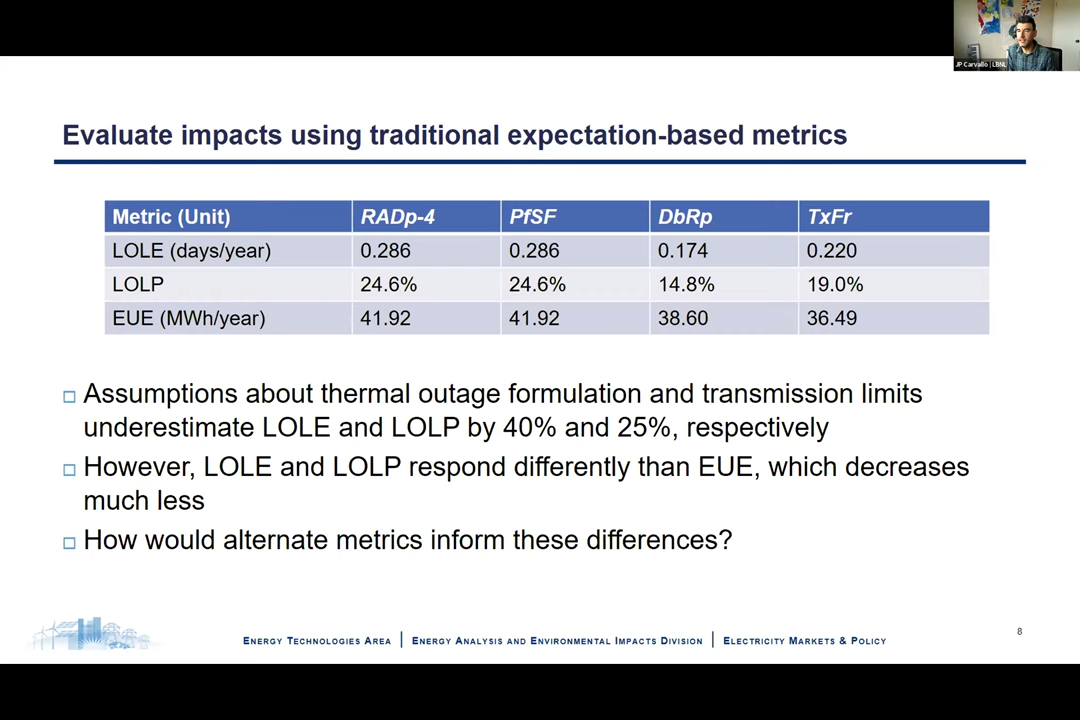 JP Carvallo | LBNL
Evaluate impacts using traditional expectation-based metrics
Metric (Unit) RADp-4 PfSF DbRp TxFr
LOLE (days/year) 0.286 0.286 0.174 0.220
LOLP 24.6% 24.6% 14.8% 19.0%
EUE (MWh/year) 41.92 41.92 38.60 36.49
□ Assumptions about thermal outage formulation and transmission limits
underestimate LOLE and LOLP by 40% and 25%, respectively
□ However, LOLE and LOLP respond differently than EUE, which decreases
much less
□ How would alternate metrics inform these differences?
8
ENERGY TECHNOLOGIES AREA | ENERGY ANALYSIS AND ENVIRONMENTAL IMPACTS DIVISION | ELECTRICITY MARKETS & POLICY